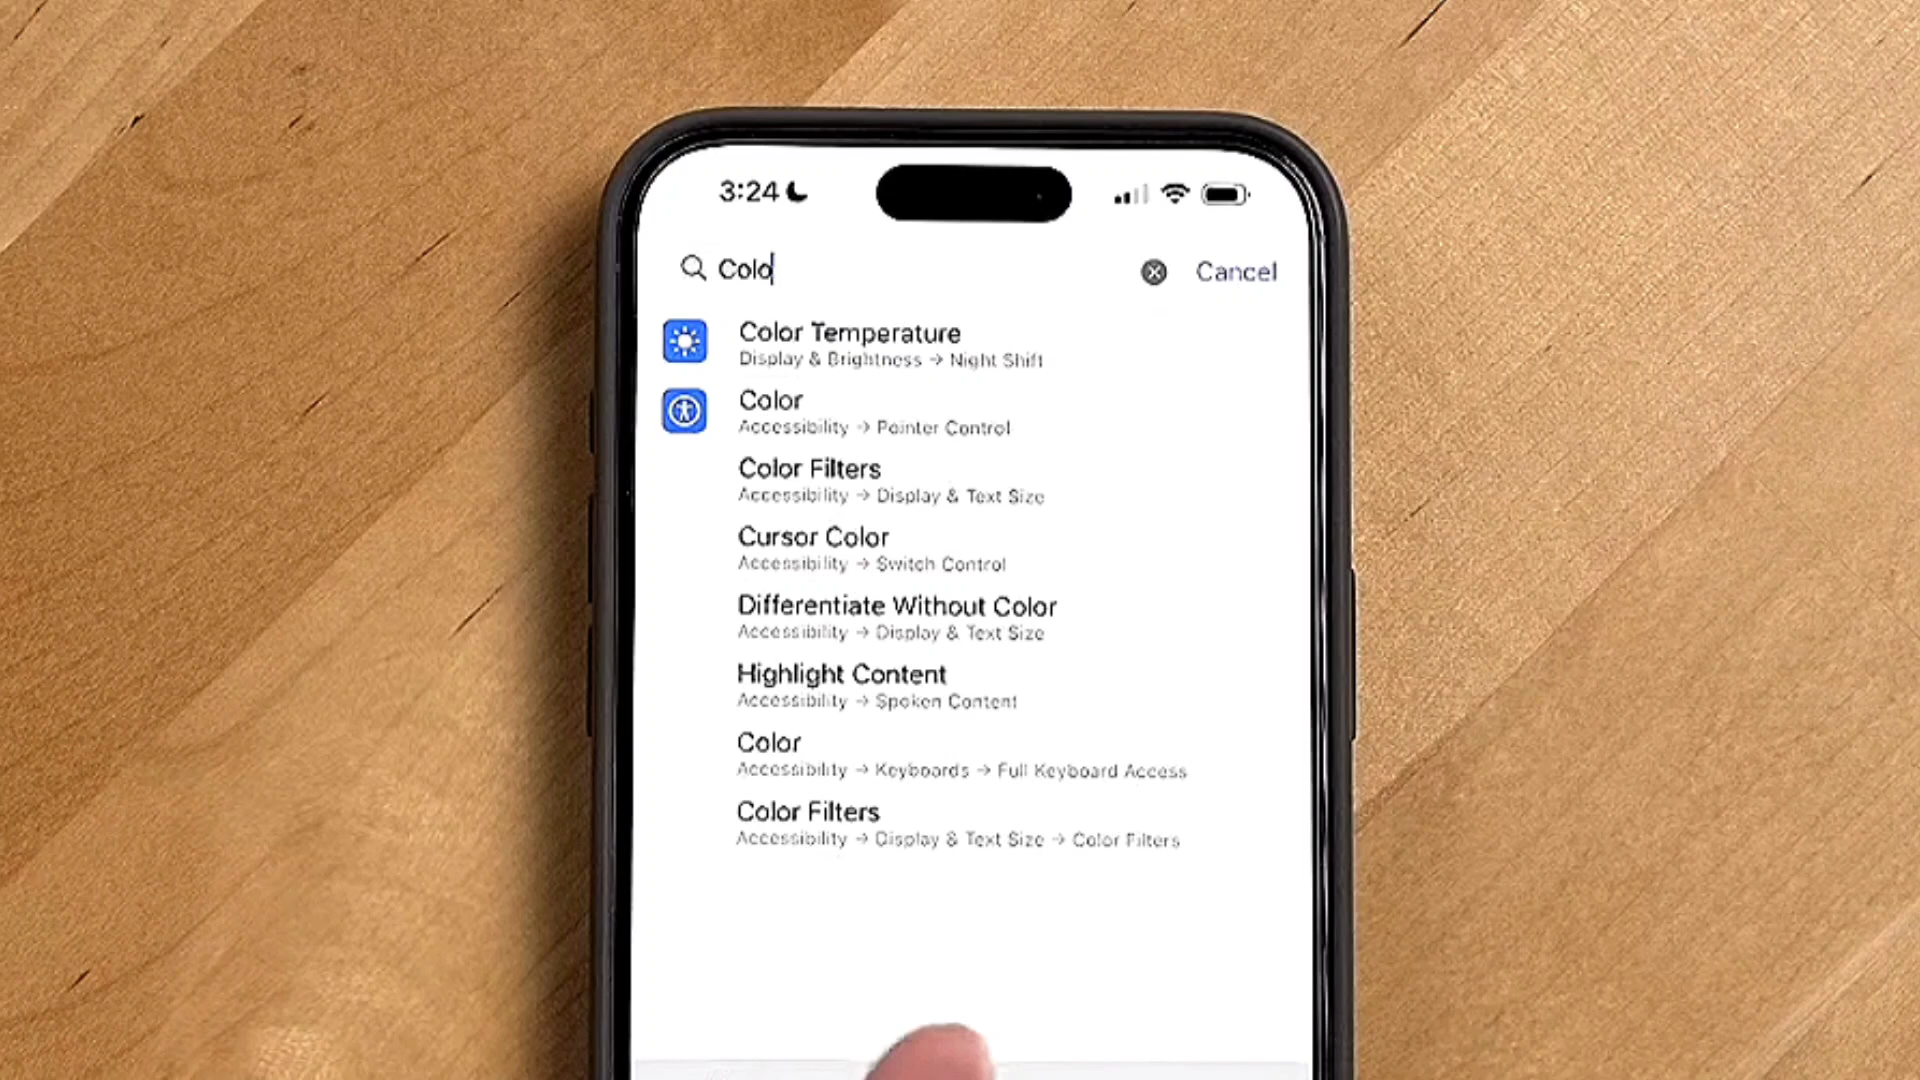 3:24
Colo
Cancel
Color Temperature
Display & Brightness → Night Shift
Color
Accessibility → Pointer Control
Color Filters
Accessibility → Display & Text Size
Cursor Color
Accessibility → Switch Control
Differentiate Without Color
Accessibility → Display & Text Size
Highlight Content
Accessibility → Spoken Content
Color
Accessibility → Keyboards → Full Keyboard Access
Color Filters
Accessibility → Display & Text Size → Color Filters